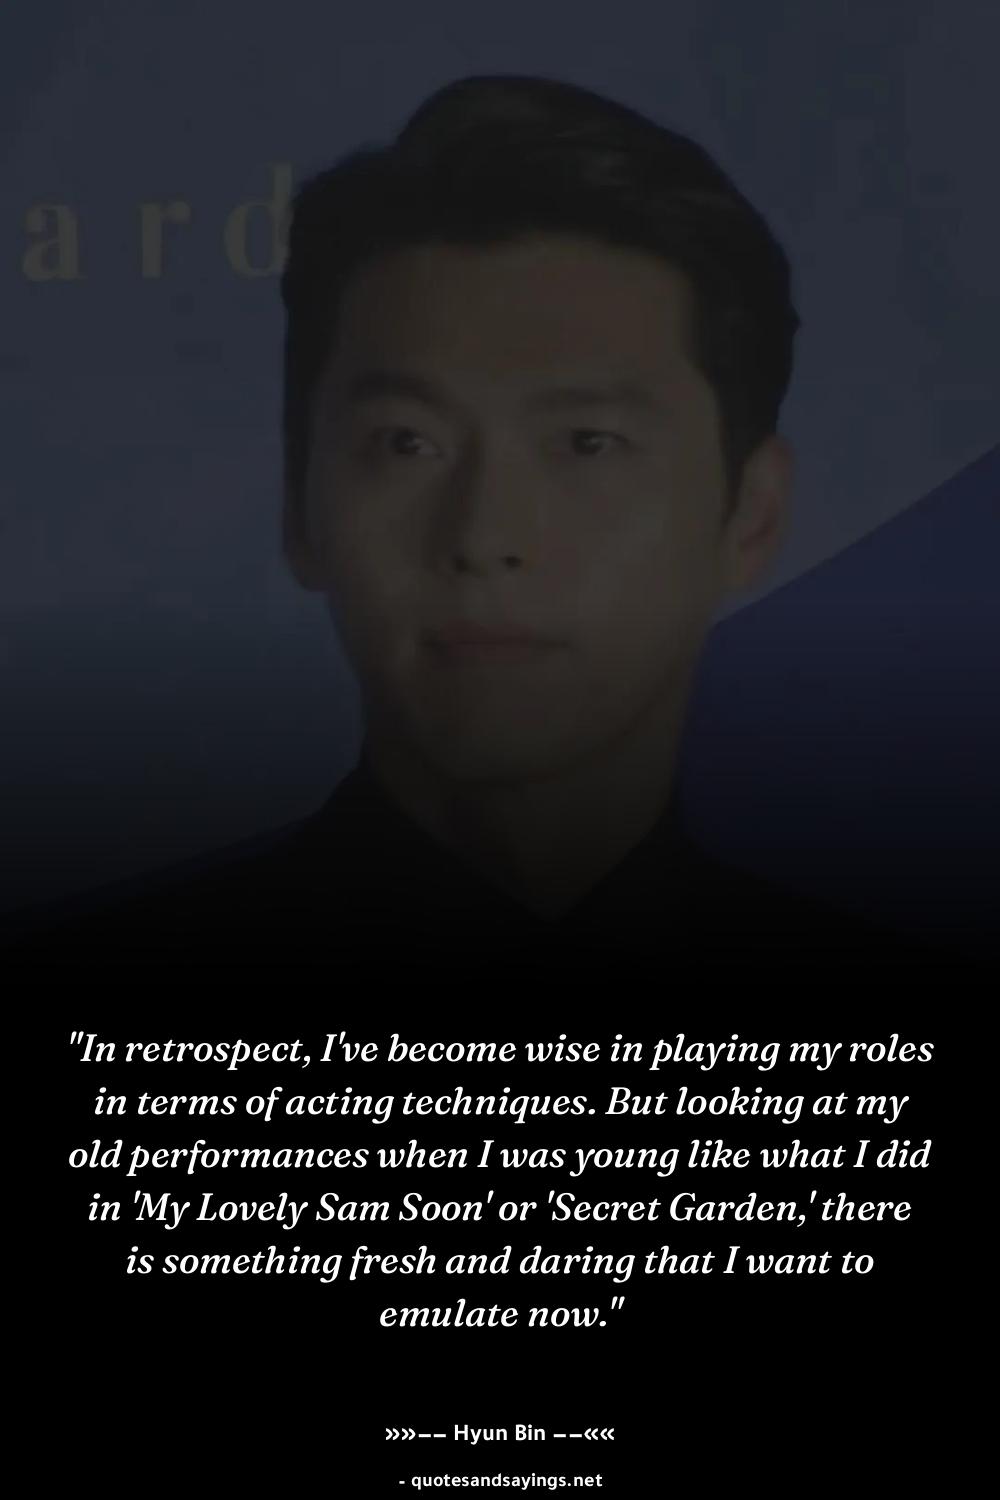 ard
"In retrospect, I've become wise in playing my roles
in terms of acting techniques. But looking at my
old performances when I was young like what I did
in 'My Lovely Sam Soon' or 'Secret Garden,' there
is something fresh and daring that I want to
emulate now."
»»−− Hyun Bin −−««
- quotesandsayings.net